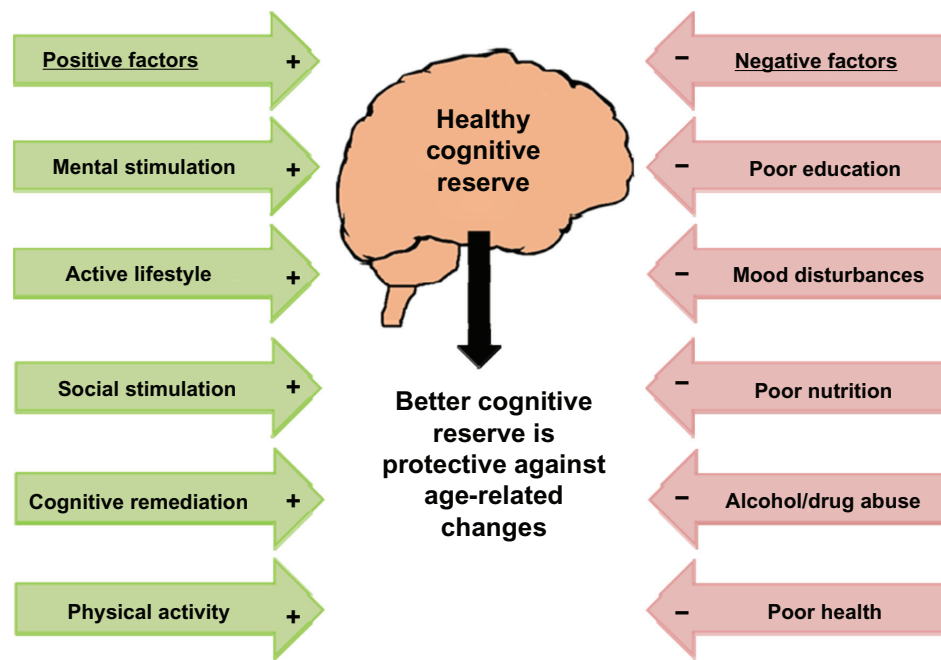 Positive factors +
Mental stimulation +
Active lifestyle +
Social stimulation +
Cognitive remediation +
Physical activity +
Healthy
cognitive
reserve
Better cognitive
reserve is
protective against
age-related
changes
− Negative factors
− Poor education
− Mood disturbances
− Poor nutrition
− Alcohol/drug abuse
− Poor health